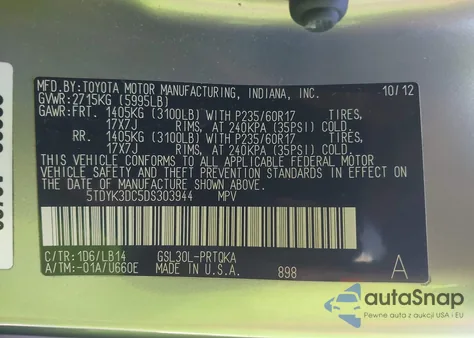 MFD.BY:TOYOTA MOTOR MANUFACTURING, INDIANA, INC. 10/12
GVWR:2715KG (5995LB)
GAWR:FRT. 1405KG (3100LB) WITH P235/60R17 TIRES,
17X7J RIMS, AT 240KPA (35PSI) COLD.
RR. 1405KG (3100LB) WITH P235/60R17 TIRES,
17X7J RIMS, AT 240KPA (35PSI) COLD.
THIS VEHICLE CONFORMS TO ALL APPLICABLE FEDERAL MOTOR
VEHICLE SAFETY AND THEFT PREVENTION STANDARDS IN EFFECT ON
THE DATE OF MANUFACTURE SHOWN ABOVE.
5TDYK3DC5DS303944 MPV
C/TR:1D6/LB14 GSL30L-PRTQKA
A/TM:-01A/U660E MADE IN U.S.A. 898 A
autoSnap
Pewne auta z aukcji USA i EU